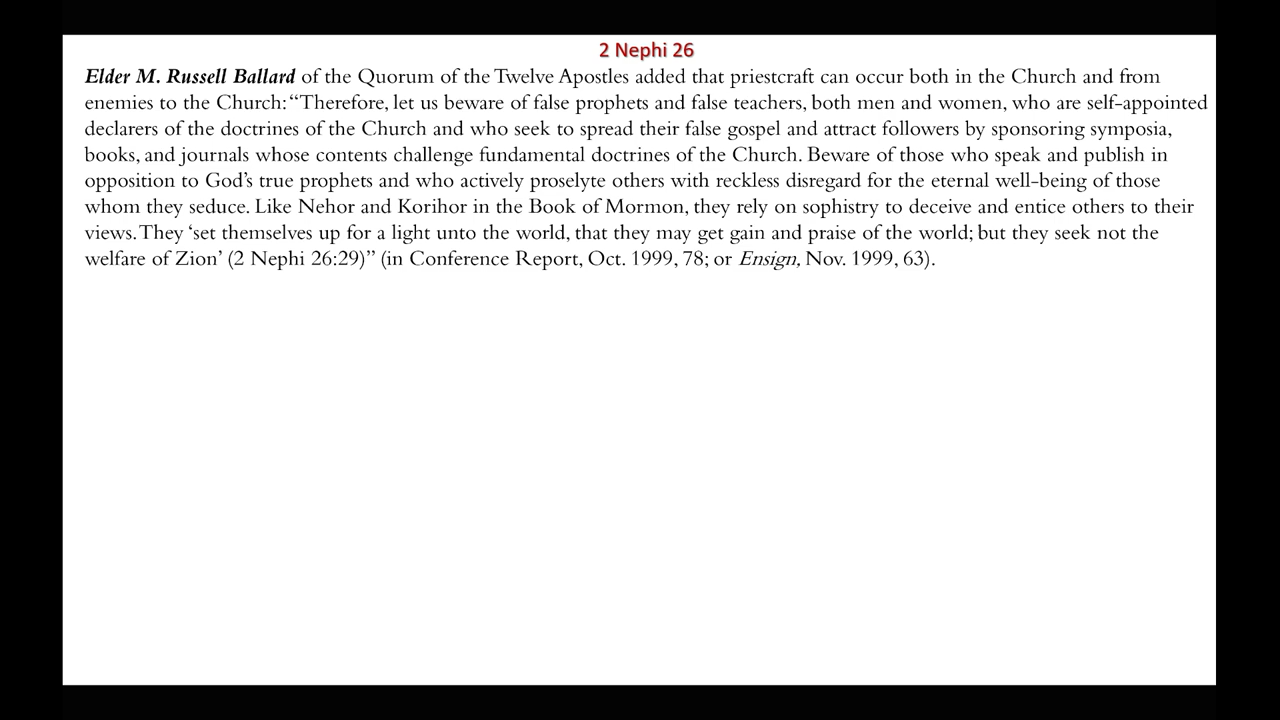 2 Nephi 26
Elder M. Russell Ballard of the Quorum of the Twelve Apostles added that priestcraft can occur both in the Church and from
enemies to the Church: “Therefore, let us beware of false prophets and false teachers, both men and women, who are self-appointed
declarers of the doctrines of the Church and who seek to spread their false gospel and attract followers by sponsoring symposia,
books, and journals whose contents challenge fundamental doctrines of the Church. Beware of those who speak and publish in
opposition to God’s true prophets and who actively proselyte others with reckless disregard for the eternal well-being of those
whom they seduce. Like Nehor and Korihor in the Book of Mormon, they rely on sophistry to deceive and entice others to their
views. They ‘set themselves up for a light unto the world, that they may get gain and praise of the world; but they seek not the
welfare of Zion’ (2 Nephi 26:29)” (in Conference Report, Oct. 1999, 78; or Ensign, Nov. 1999, 63).